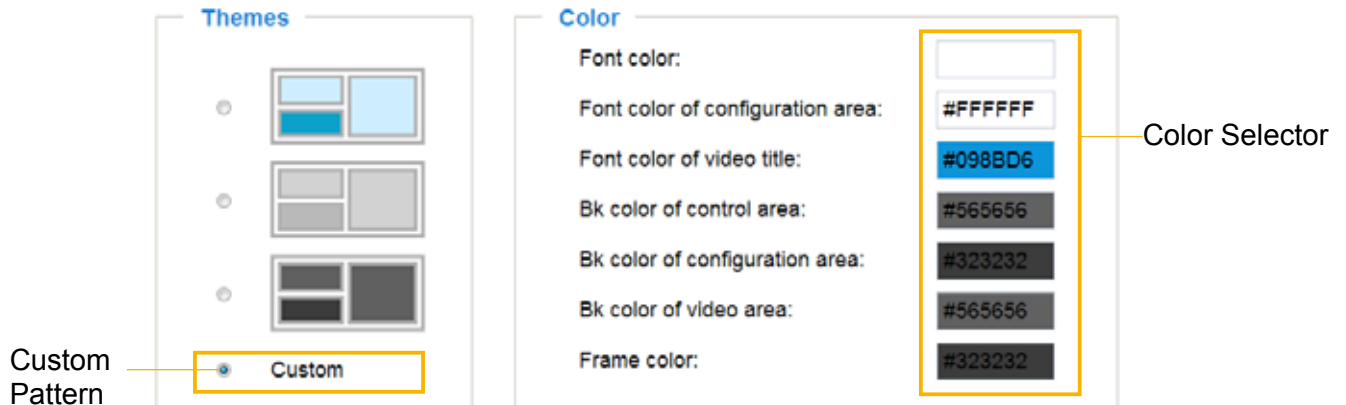 Themes
Custom
Custom
Pattern
Color
Font color:
Font color of configuration area: #FFFFFF
Font color of video title: #098BD6
Bk color of control area: #565656
Bk color of configuration area: #323232
Bk color of video area: #565656
Frame color: #323232
Color Selector